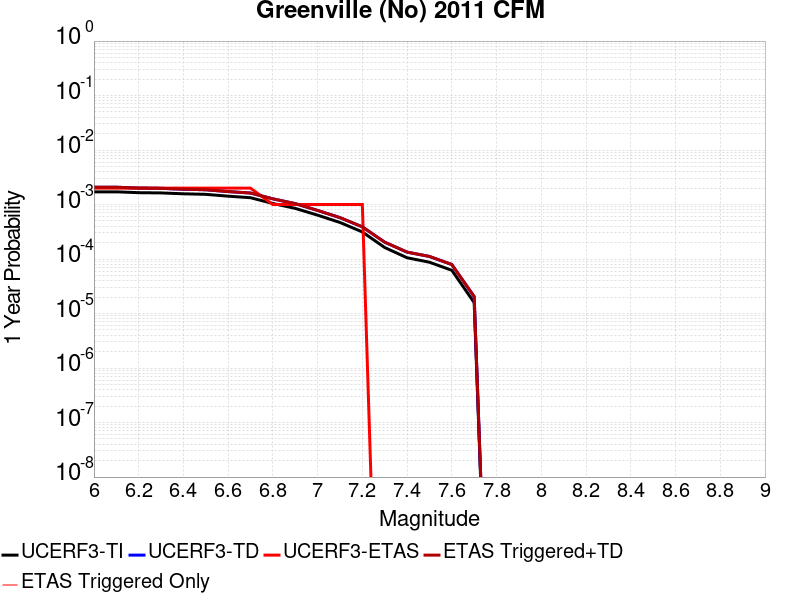 Greenville (No) 2011 CFM
10^0
10^-1
10^-2
10^-3
10^-4
10^-5
10^-6
10^-7
10^-8
1 Year Probability
6 6.2 6.4 6.6 6.8 7 7.2 7.4 7.6 7.8 8 8.2 8.4 8.6 8.8 9
Magnitude
UCERF3-TI UCERF3-TD UCERF3-ETAS ETAS Triggered+TD
ETAS Triggered Only